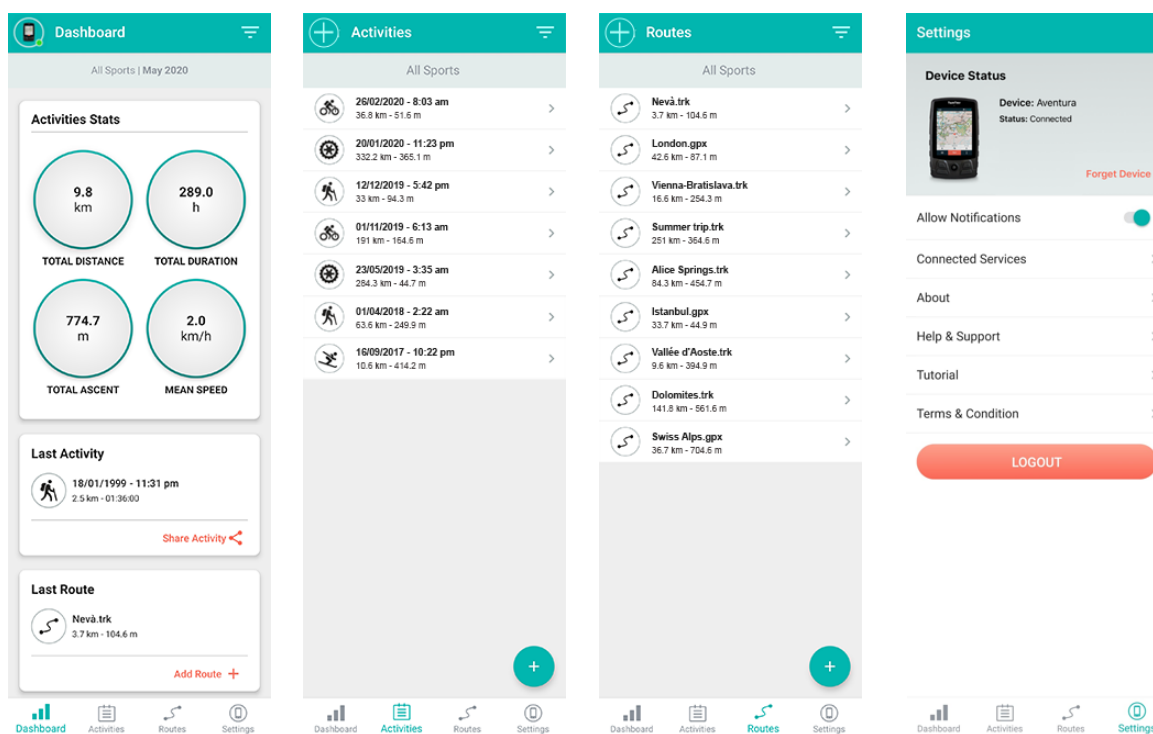 Dashboard
All Sports | May 2020
Activities Stats
9.8
km
289.0
h
TOTAL DISTANCE
TOTAL DURATION
774.7
m
2.0
km/h
TOTAL ASCENT
MEAN SPEED
Last Activity
18/01/1999 - 11:31 pm
2.5 km - 01:36:00
Share Activity
Last Route
Nevà.trk
3.7 km - 104.6 m
Add Route +
Dashboard
Activities
Routes
Settings
Activities
All Sports
26/02/2020 - 8:03 am
36.8 km - 51.6 m
20/01/2020 - 11:23 pm
332.2 km - 365.1 m
12/12/2019 - 5:42 pm
33 km - 94.3 m
01/11/2019 - 6:13 am
191 km - 164.6 m
23/05/2019 - 3:35 am
284.3 km - 44.7 m
01/04/2018 - 2:22 am
63.6 km - 249.9 m
16/09/2017 - 10:22 pm
10.6 km - 414.2 m
Dashboard
Activities
Routes
Settings
Routes
All Sports
Nevà.trk
3.7 km - 104.6 m
London.gpx
42.6 km - 87.1 m
Vienna-Bratislava.trk
16.6 km - 254.3 m
Summer trip.trk
251 km - 364.6 m
Alice Springs.trk
84.3 km - 454.7 m
Istanbul.gpx
33.7 km - 44.9 m
Vallée d'Aoste.trk
9.6 km - 394.9 m
Dolomites.trk
141.8 km - 561.6 m
Swiss Alps.gpx
36.7 km - 704.6 m
Dashboard
Activities
Routes
Settings
Settings
Device Status
Device: Aventura
Status: Connected
Forget Device
Allow Notifications
Connected Services
About
Help & Support
Tutorial
Terms & Condition
LOGOUT
Dashboard
Activities
Routes
Settings